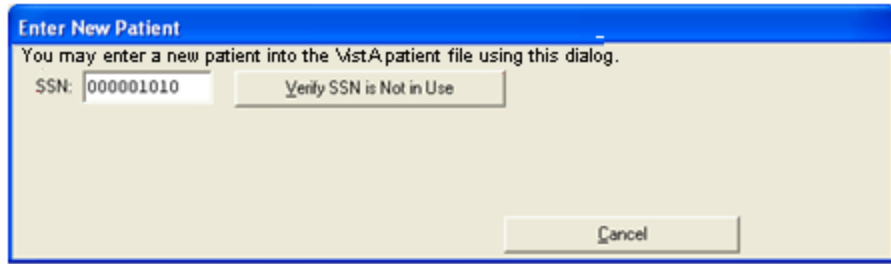 Enter New Patient
You may enter a new patient into the VistA patient file using this dialog.
SSN: 000001010 Verify SSN is Not in Use
Cancel